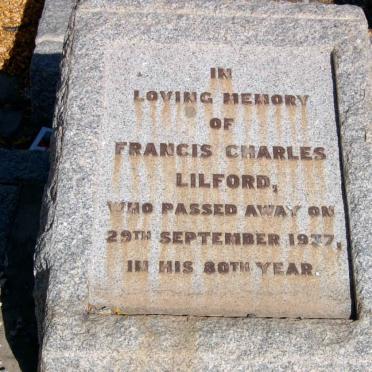 IN
LOVING MEMORY
OF
FRANCIS CHARLES
LILFORD,
WHO PASSED AWAY ON
29TH SEPTEMBER 1937,
IN HIS 80TH YEAR.